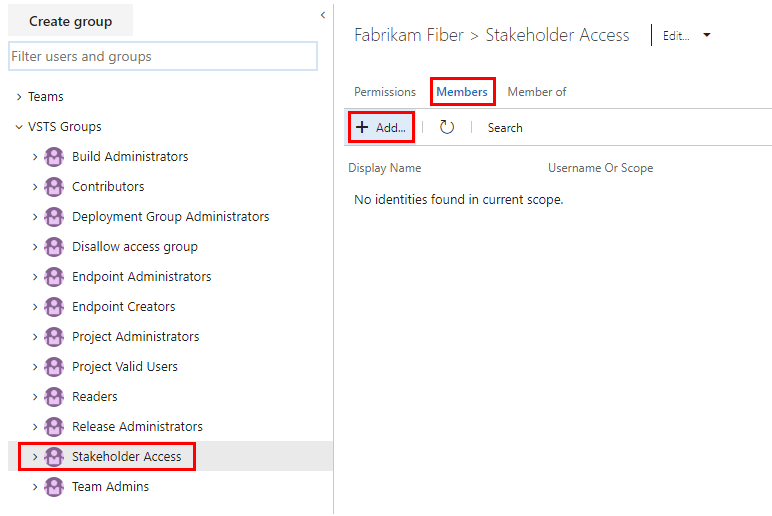 Create group
Filter users and groups
Teams
VSTS Groups
Build Administrators
Contributors
Deployment Group Administrators
Disallow access group
Endpoint Administrators
Endpoint Creators
Project Administrators
Project Valid Users
Readers
Release Administrators
Stakeholder Access
Team Admins
Fabrikam Fiber > Stakeholder Access
Edit...
Permissions Members Member of
+ Add... Search
Display Name Username Or Scope
No identities found in current scope.